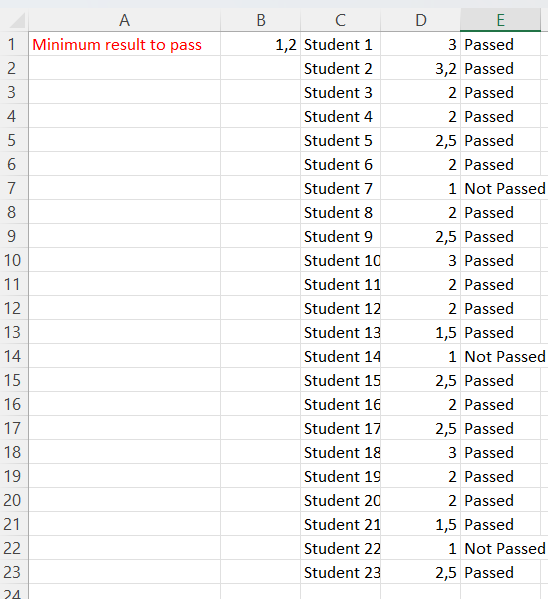 A B C D E
1 Minimum result to pass 1,2 Student 1 3 Passed
2 Student 2 3,2 Passed
3 Student 3 2 Passed
4 Student 4 2 Passed
5 Student 5 2,5 Passed
6 Student 6 2 Passed
7 Student 7 1 Not Passed
8 Student 8 2 Passed
9 Student 9 2,5 Passed
10 Student 10 3 Passed
11 Student 11 2 Passed
12 Student 12 2 Passed
13 Student 13 1,5 Passed
14 Student 14 1 Not Passed
15 Student 15 2,5 Passed
16 Student 16 2 Passed
17 Student 17 2,5 Passed
18 Student 18 3 Passed
19 Student 19 2 Passed
20 Student 20 2 Passed
21 Student 21 1,5 Passed
22 Student 22 1 Not Passed
23 Student 23 2,5 Passed
24